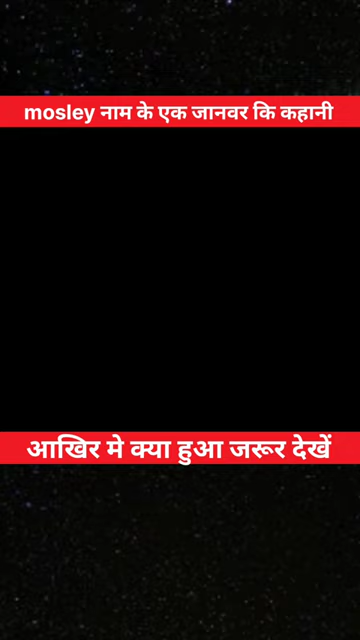 mosley नाम के एक जानवर कि कहानी
आखिर मे क्या हुआ जरूर देखें